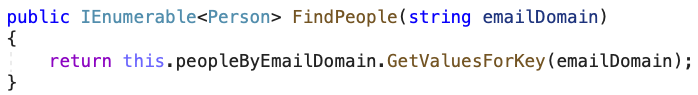 public IEnumerable<Person> FindPeople(string emailDomain)
{
    return this.peopleByEmailDomain.GetValuesForKey(emailDomain);
}